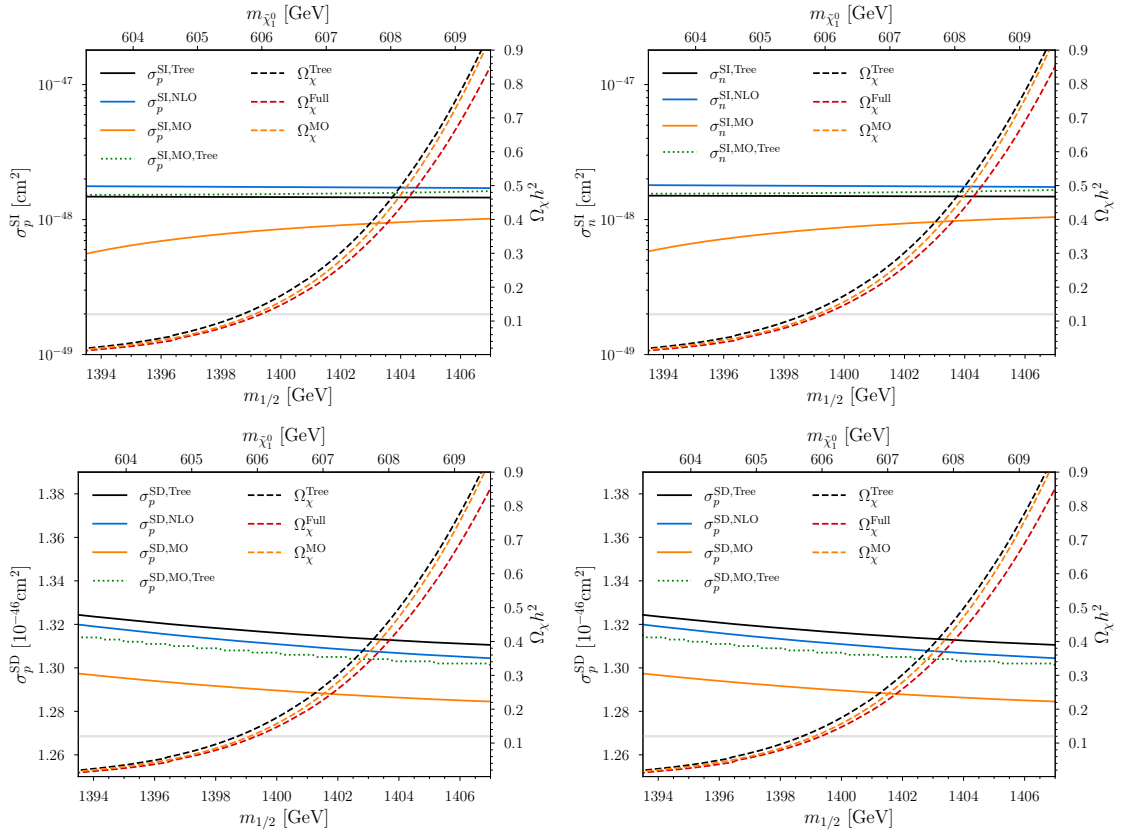 m_{\tilde{\chi}_1^0} [GeV]
604 605 606 607 608 609
σ_p^{SI,Tree} Ω_χ^{Tree}
σ_p^{SI,NLO} Ω_χ^{Full}
σ_p^{SI,MO} Ω_χ^{MO}
σ_p^{SI,MO,Tree}
10^{-47}
10^{-48}
10^{-49}
σ_p^{SI} [cm^2]
0.9
0.8
0.7
0.6
0.5
0.4
0.3
0.2
0.1
Ω_χ h^2
1394 1396 1398 1400 1402 1404 1406
m_{1/2} [GeV]
m_{\tilde{\chi}_1^0} [GeV]
604 605 606 607 608 609
σ_n^{SI,Tree} Ω_χ^{Tree}
σ_n^{SI,NLO} Ω_χ^{Full}
σ_n^{SI,MO} Ω_χ^{MO}
σ_n^{SI,MO,Tree}
10^{-47}
10^{-48}
10^{-49}
σ_n^{SI} [cm^2]
0.9
0.8
0.7
0.6
0.5
0.4
0.3
0.2
0.1
Ω_χ h^2
1394 1396 1398 1400 1402 1404 1406
m_{1/2} [GeV]
m_{\tilde{\chi}_1^0} [GeV]
604 605 606 607 608 609
σ_p^{SD,Tree} Ω_χ^{Tree}
σ_p^{SD,NLO} Ω_χ^{Full}
σ_p^{SD,MO} Ω_χ^{MO}
σ_p^{SD,MO,Tree}
1.38
1.36
1.34
1.32
1.30
1.28
1.26
σ_p^{SD} [10^{-46}cm^2]
0.9
0.8
0.7
0.6
0.5
0.4
0.3
0.2
0.1
Ω_χ h^2
1394 1396 1398 1400 1402 1404 1406
m_{1/2} [GeV]
m_{\tilde{\chi}_1^0} [GeV]
604 605 606 607 608 609
σ_p^{SD,Tree} Ω_χ^{Tree}
σ_p^{SD,NLO} Ω_χ^{Full}
σ_p^{SD,MO} Ω_χ^{MO}
σ_p^{SD,MO,Tree}
1.38
1.36
1.34
1.32
1.30
1.28
1.26
σ_p^{SD} [10^{-46}cm^2]
0.9
0.8
0.7
0.6
0.5
0.4
0.3
0.2
0.1
Ω_χ h^2
1394 1396 1398 1400 1402 1404 1406
m_{1/2} [GeV]